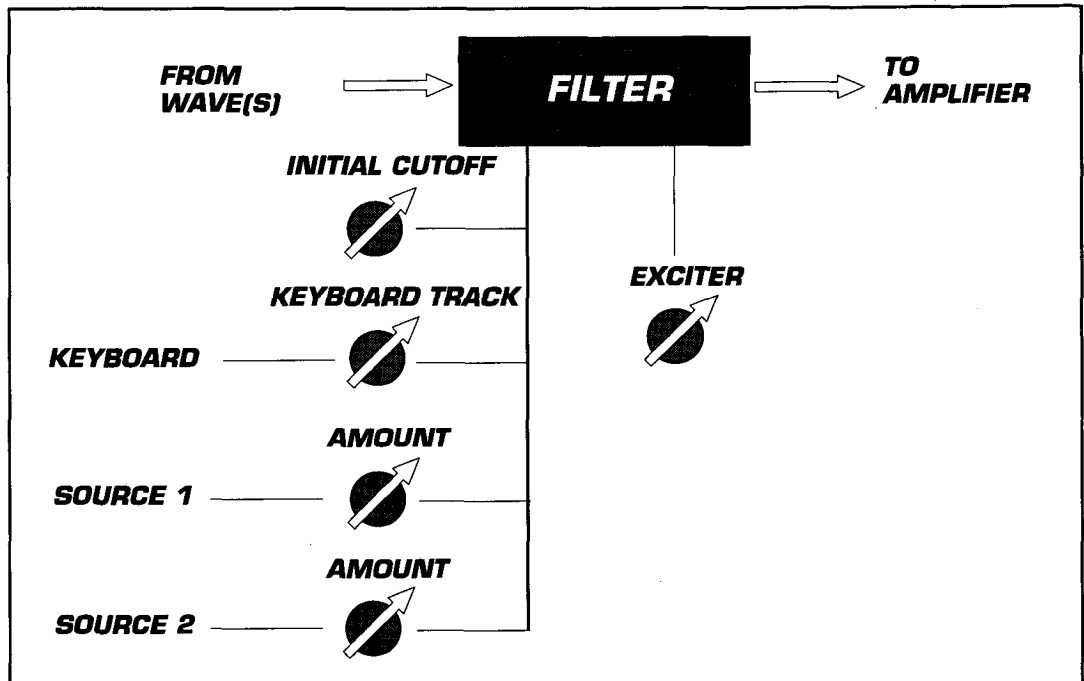 FROM
WAVE(S)
FILTER
TO
AMPLIFIER
INITIAL CUTOFF
EXCITER
KEYBOARD TRACK
KEYBOARD
AMOUNT
SOURCE 1
AMOUNT
SOURCE 2